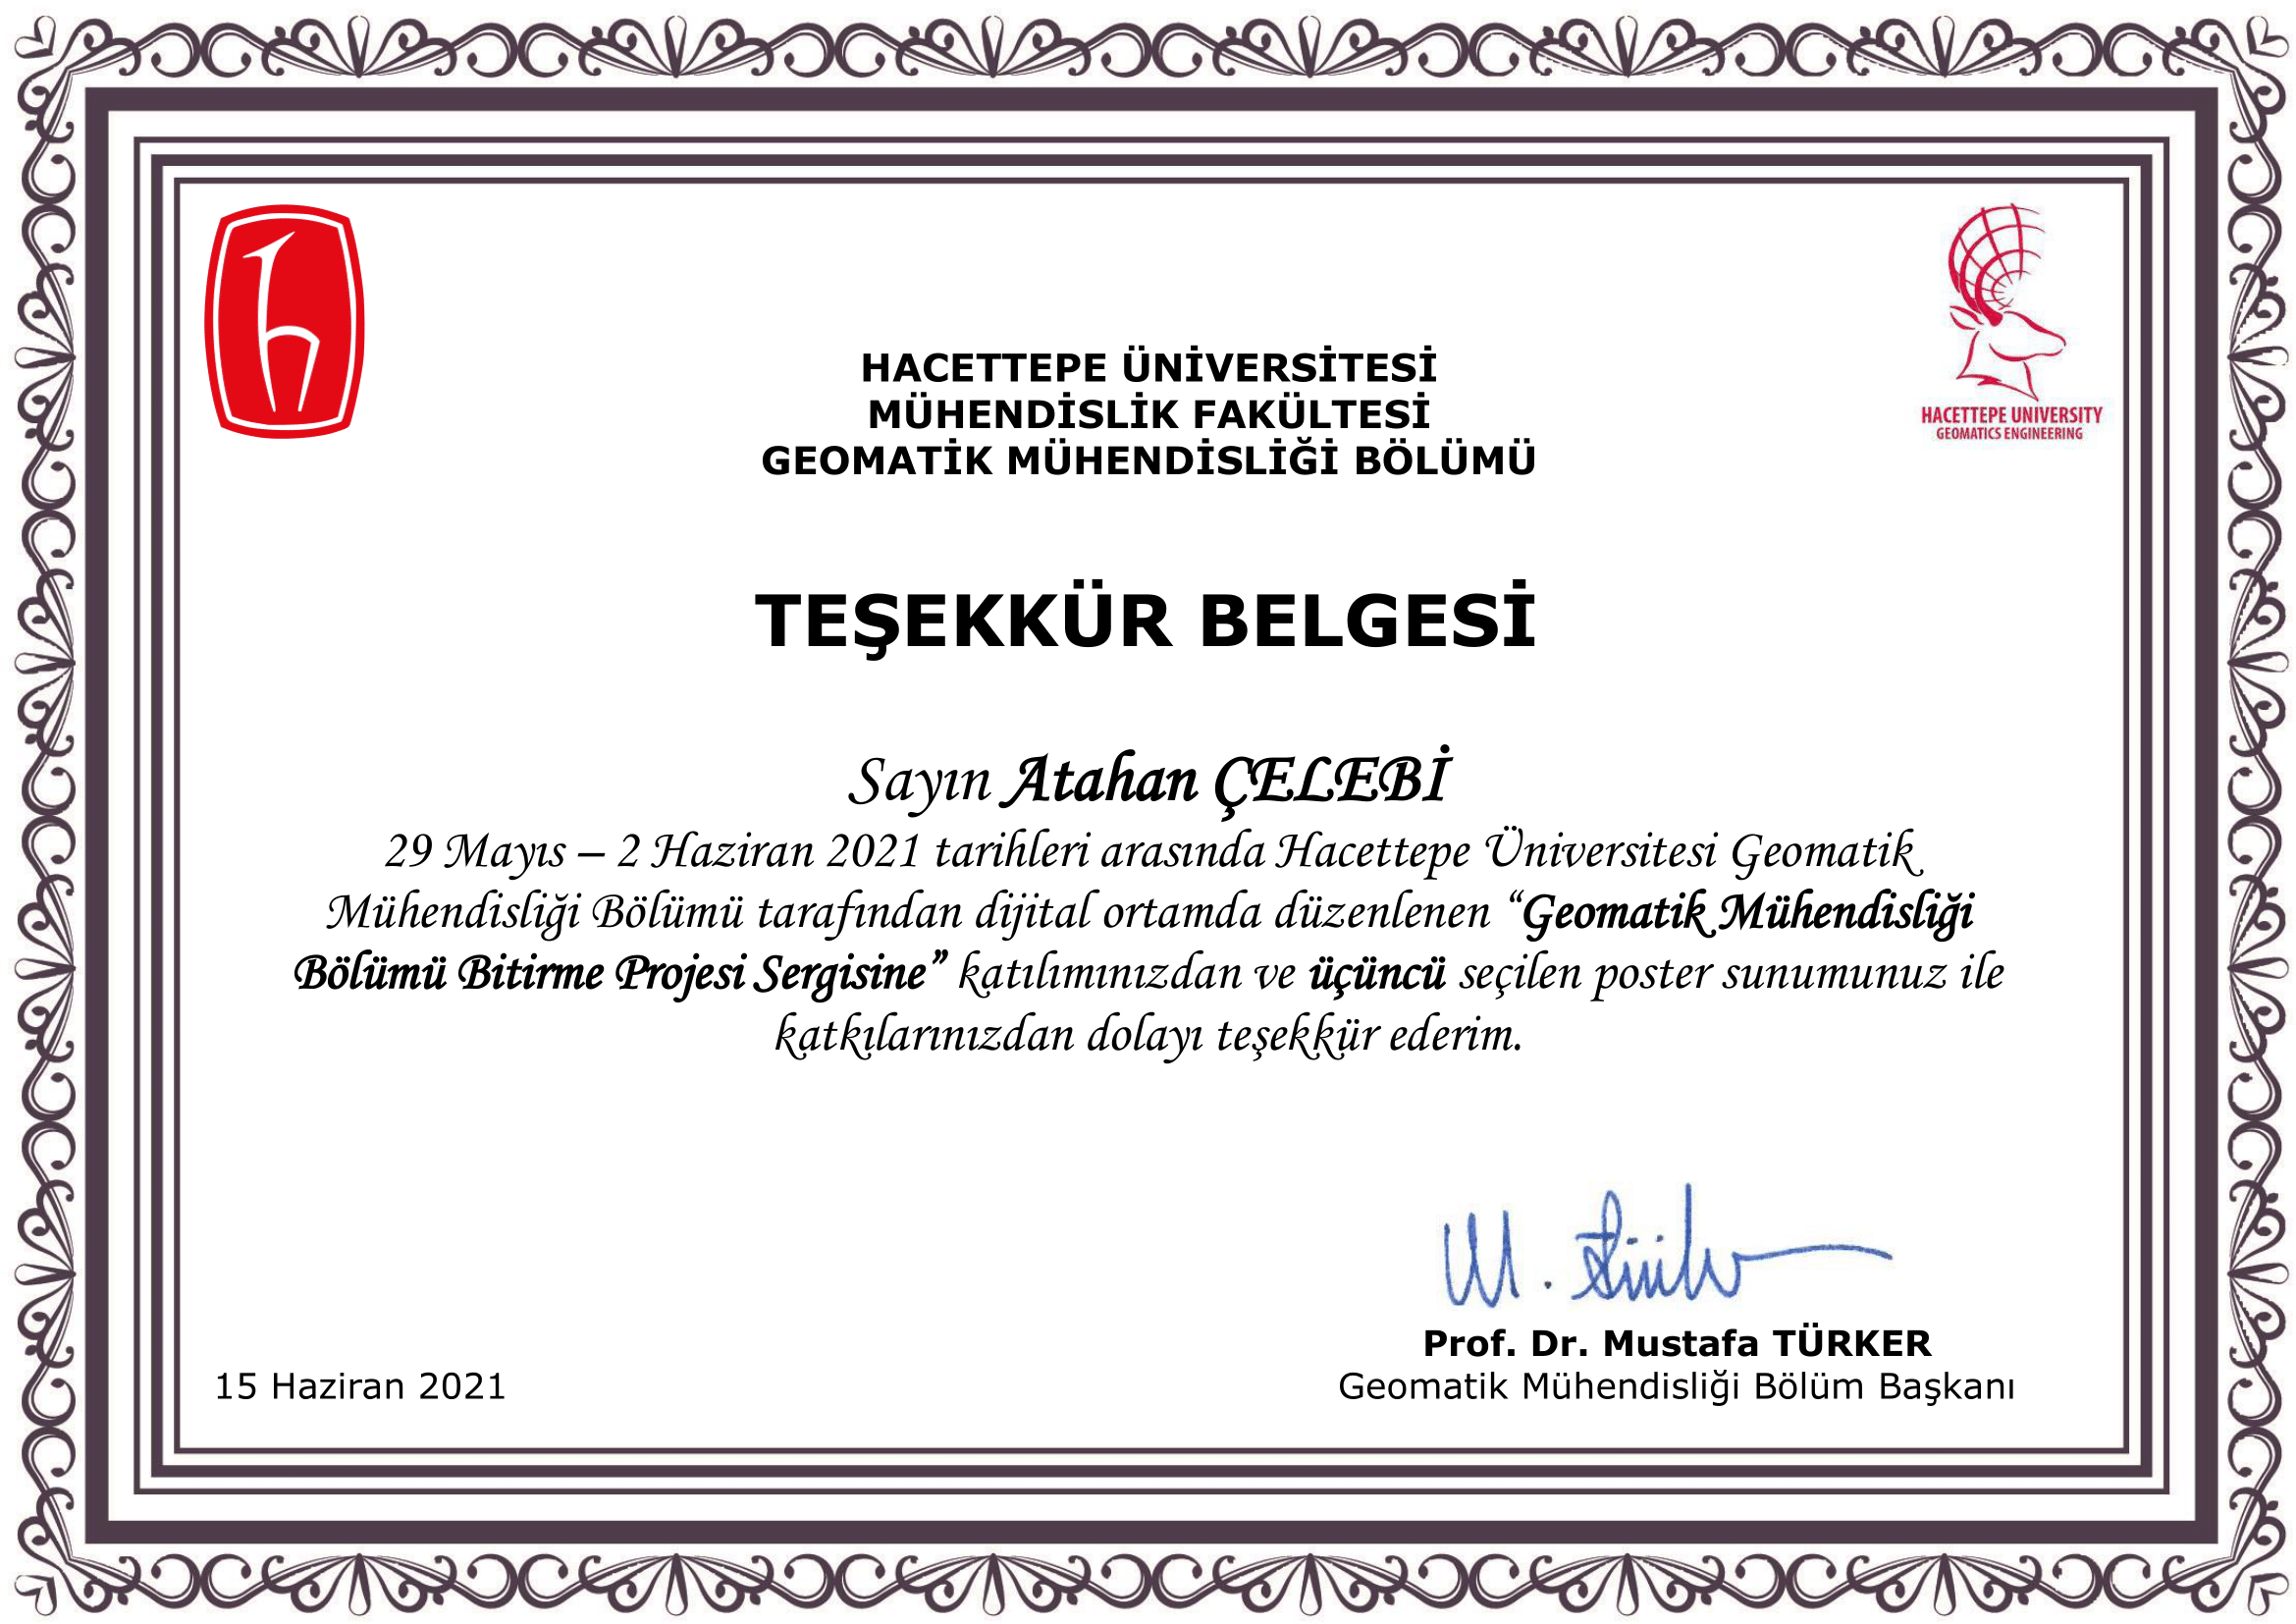 HACETTEPE ÜNİVERSİTESİ
MÜHENDİSLİK FAKÜLTESİ
GEOMATİK MÜHENDİSLİĞİ BÖLÜMÜ
HACETTEPE UNIVERSITY
GEOMATICS ENGINEERING
TEŞEKKÜR BELGESİ
Sayın Atahan ÇELEBİ
29 Mayıs – 2 Haziran 2021 tarihleri arasında Hacettepe Üniversitesi Geomatik
Mühendisliği Bölümü tarafından dijital ortamda düzenlenen “Geomatik Mühendisliği
Bölümü Bitirme Projesi Sergisine” katılımınızdan ve üçüncü seçilen poster sunumunuz ile
katkılarınızdan dolayı teşekkür ederim.
Prof. Dr. Mustafa TÜRKER
15 Haziran 2021
Geomatik Mühendisliği Bölüm Başkanı